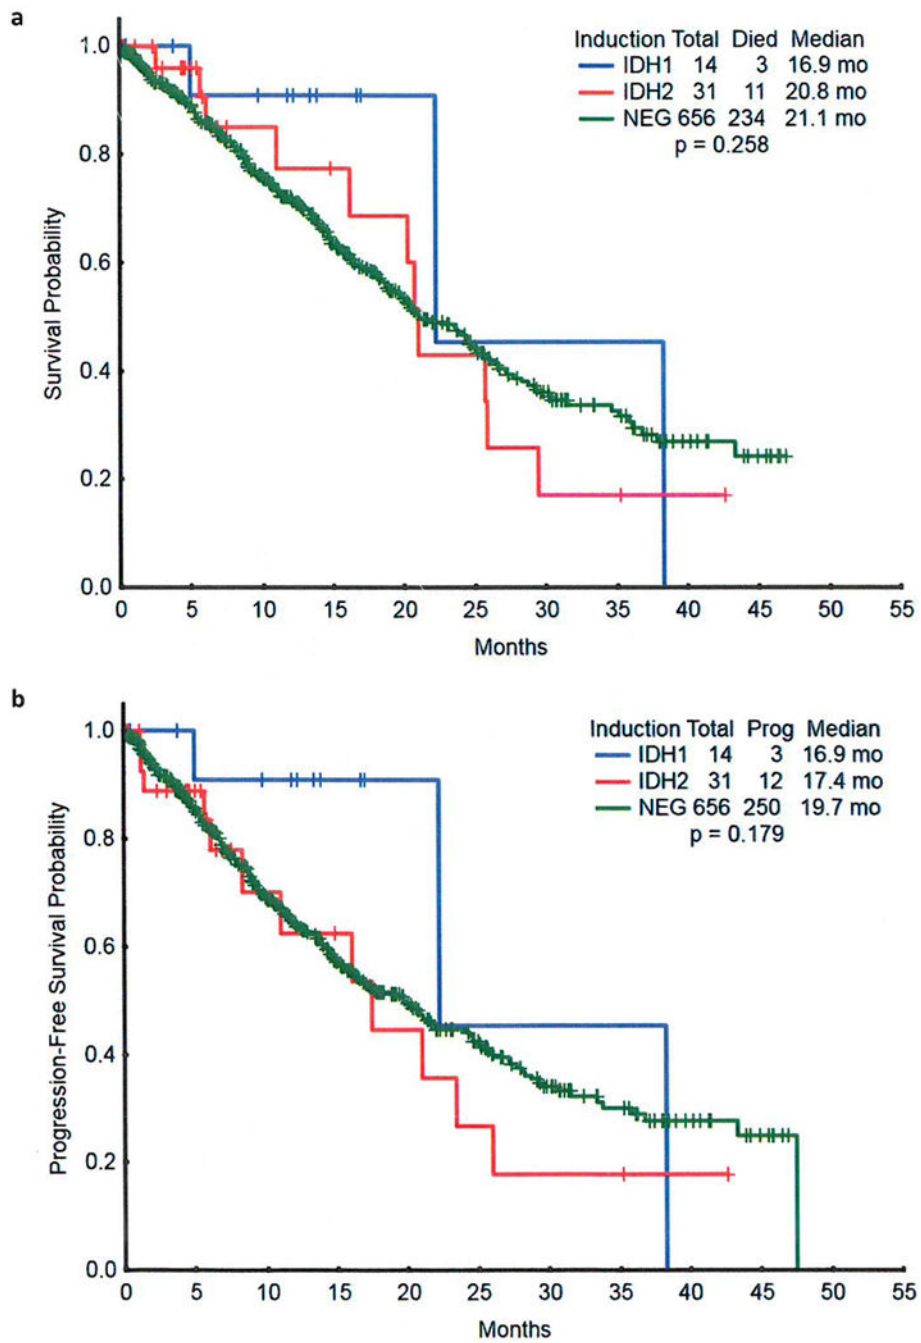 a
Induction Total Died Median
IDH1 14 3 16.9 mo
IDH2 31 11 20.8 mo
NEG 656 234 21.1 mo
p = 0.258
Survival Probability
1.0
0.8
0.6
0.4
0.2
0.0
0 5 10 15 20 25 30 35 40 45 50 55
Months
b
Induction Total Prog Median
IDH1 14 3 16.9 mo
IDH2 31 12 17.4 mo
NEG 656 250 19.7 mo
p = 0.179
Progression-Free Survival Probability
1.0
0.8
0.6
0.4
0.2
0.0
0 5 10 15 20 25 30 35 40 45 50 55
Months